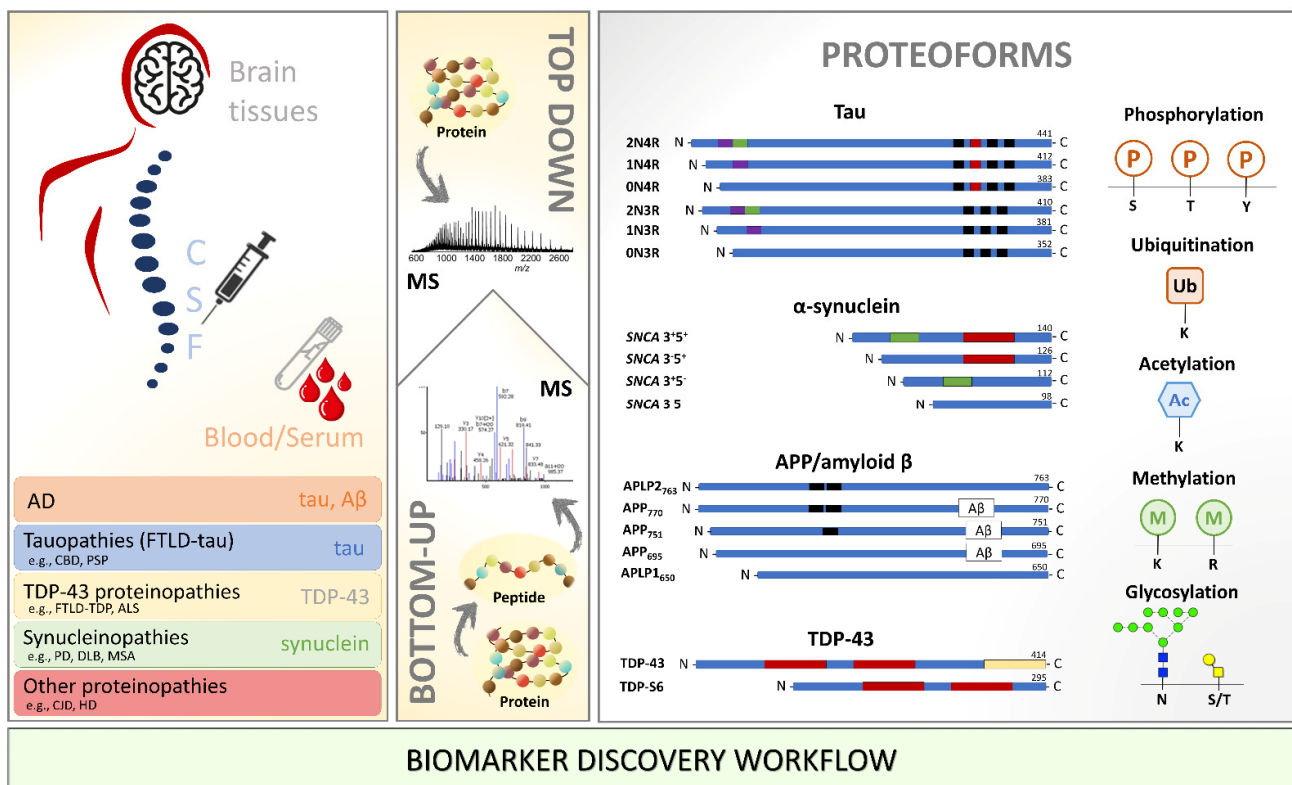 Brain
tissues
C
S
F
Blood/Serum
AD tau, Aβ
Tauopathies (FTLD-tau) tau
e.g., CBD, PSP
TDP-43 proteinopathies TDP-43
e.g., FTLD-TDP, ALS
Synucleinopathies synuclein
e.g., PD, DLB, MSA
Other proteinopathies
e.g., CJD, HD
TOP DOWN
Protein
600 1000 1400 1800 2200 2600
m/z
MS
MS
BOTTOM-UP
Peptide
Protein
PROTEOFORMS
Tau
2N4R N 441 C
1N4R N 412 C
0N4R N 383 C
2N3R N 410 C
1N3R N 381 C
0N3R N 352 C
α-synuclein
SNCA 3⁺5⁺ N 140 C
SNCA 3⁻5⁺ N 126 C
SNCA 3⁺5⁻ N 112 C
SNCA 3 5 N 98 C
APP/amyloid β
APLP2₇₆₃ N 763 C
APP₇₇₀ N Aβ 770 C
APP₇₅₁ N Aβ 751 C
APP₆₉₅ N Aβ 695 C
APLP1₆₅₀ N 650 C
TDP-43
TDP-43 N 414 C
TDP-S6 N 295 C
Phosphorylation
P P P
S T Y
Ubiquitination
Ub
K
Acetylation
Ac
K
Methylation
M M
K R
Glycosylation
N S/T
BIOMARKER DISCOVERY WORKFLOW